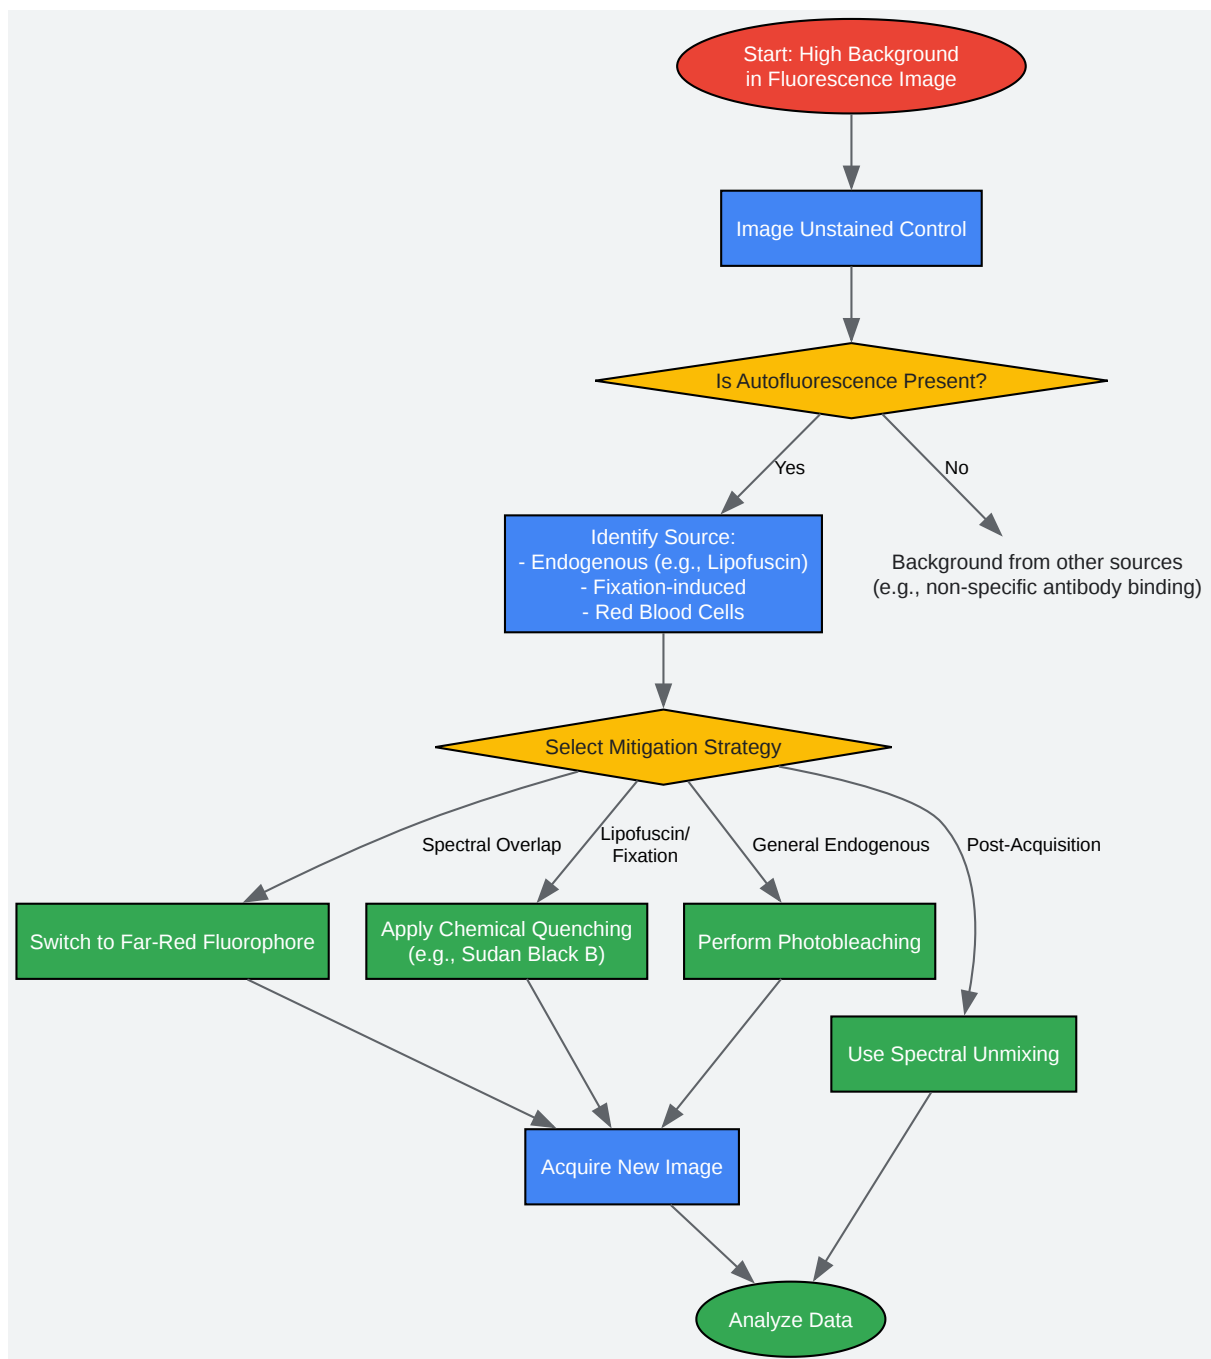 Start: High Background
in Fluorescence Image
Image Unstained Control
Is Autofluorescence Present?
Yes
No
Identify Source:
- Endogenous (e.g., Lipofuscin)
- Fixation-induced
- Red Blood Cells
Background from other sources
(e.g., non-specific antibody binding)
Select Mitigation Strategy
Spectral Overlap
Lipofuscin/
Fixation
General Endogenous
Post-Acquisition
Switch to Far-Red Fluorophore
Apply Chemical Quenching
(e.g., Sudan Black B)
Perform Photobleaching
Use Spectral Unmixing
Acquire New Image
Analyze Data